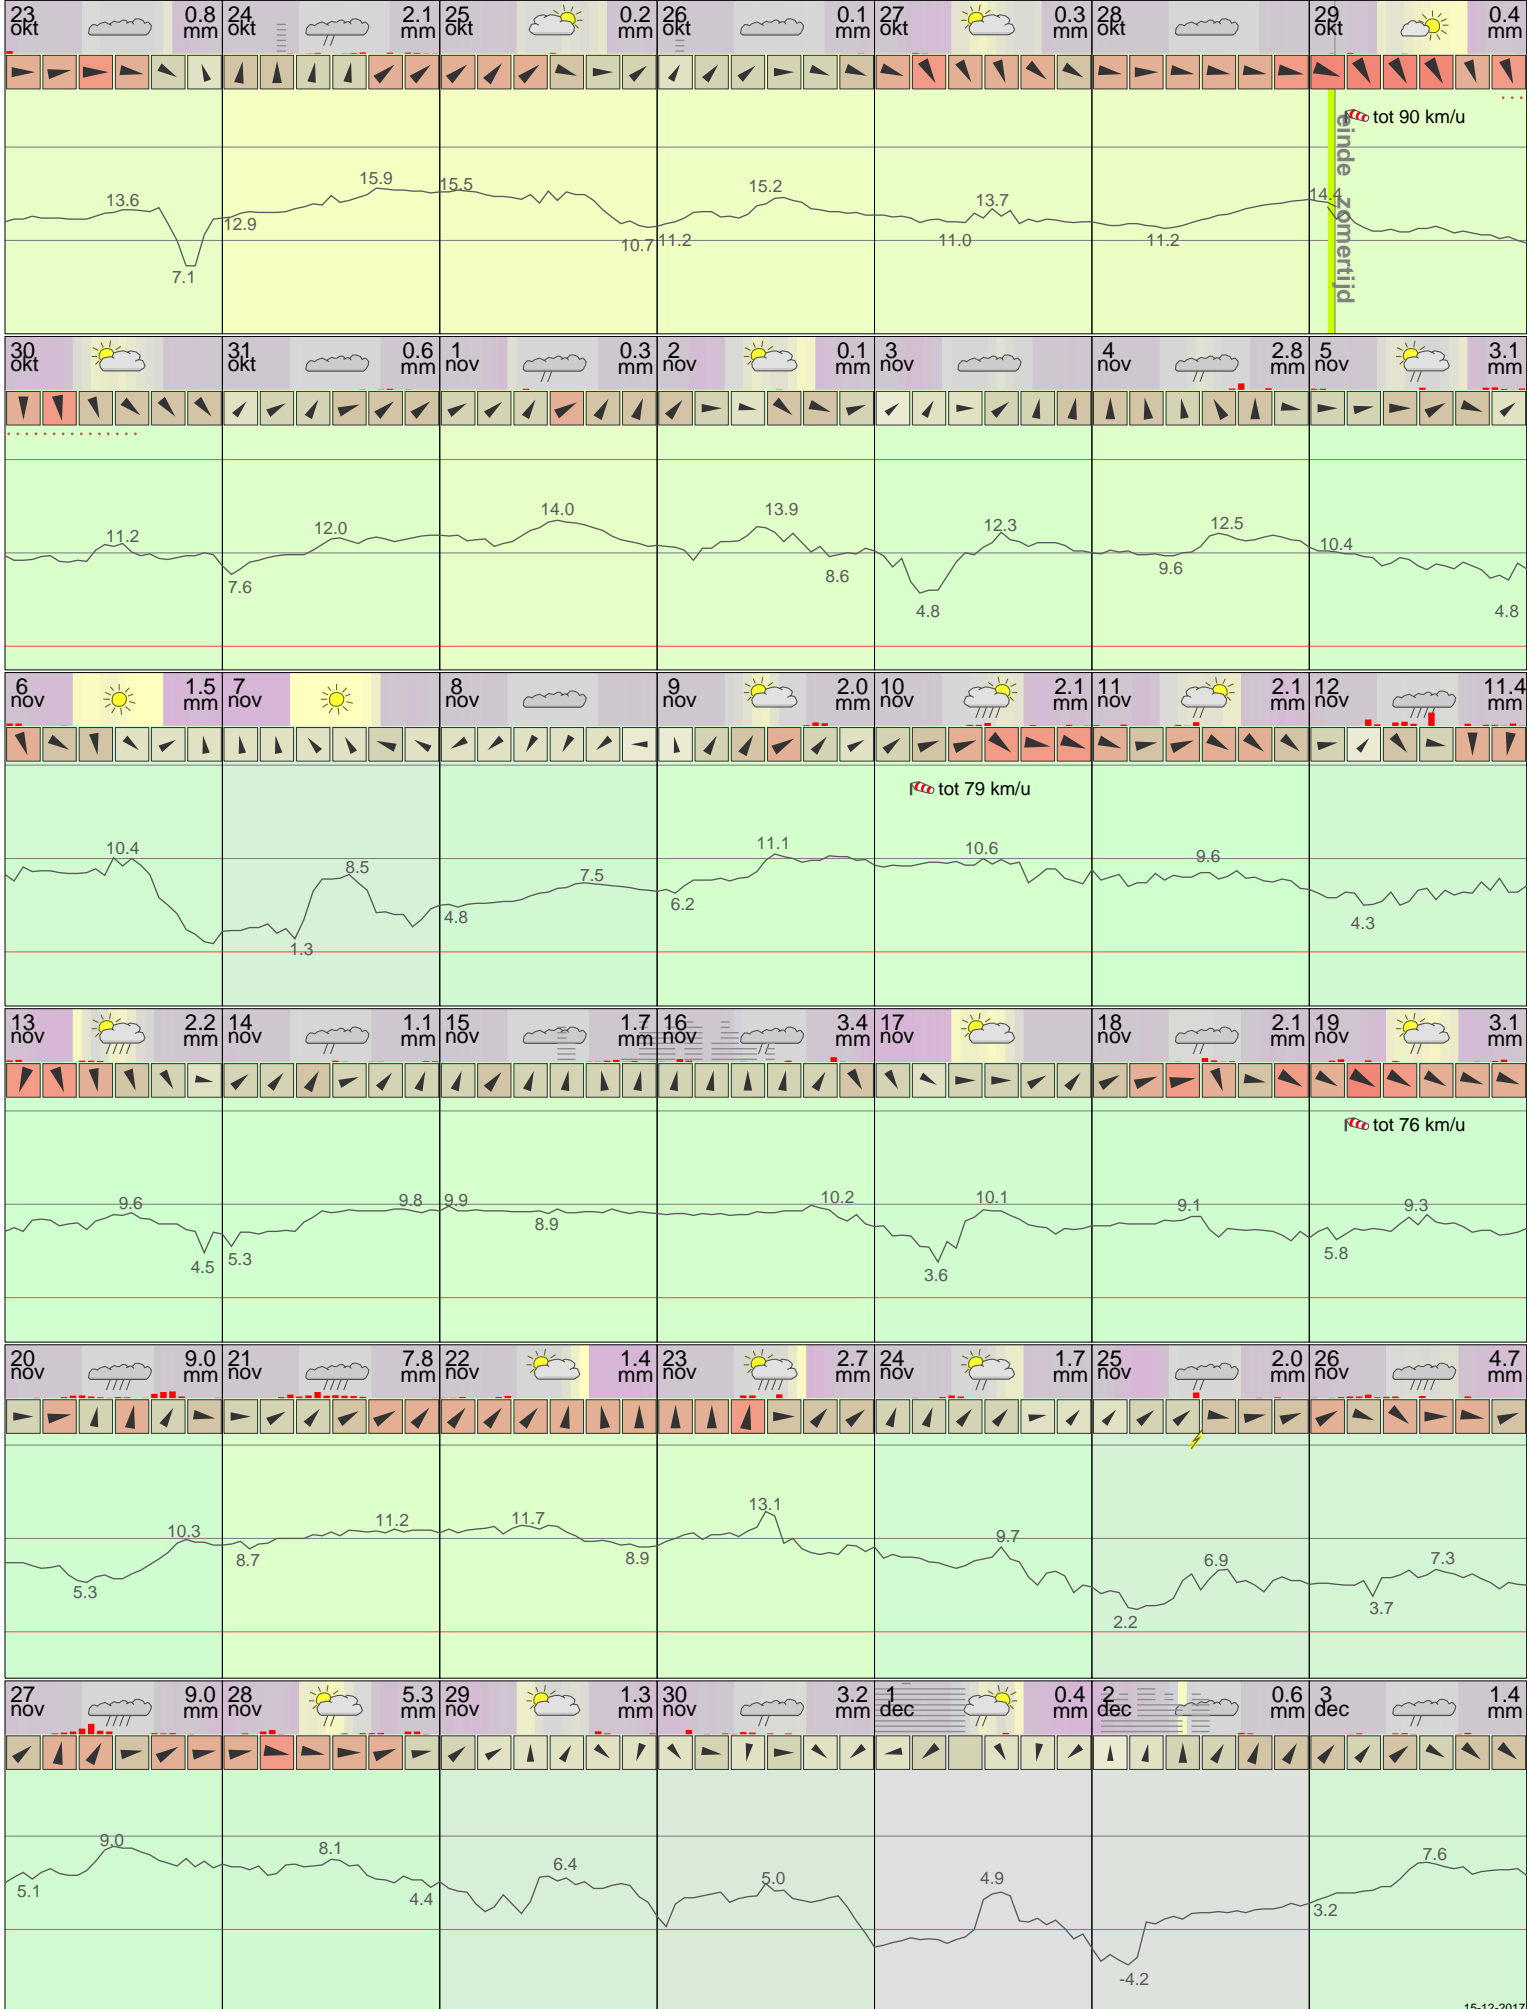 23 okt 0.8 mm
24 okt 2.1 mm
25 okt 0.2 mm
26 okt 0.1 mm
27 okt 0.3 mm
28 okt
29 okt 0.4 mm
tot 90 km/u
einde zomertijd
13.6 7.1
12.9 15.9
15.5 10.7
11.2 15.2
11.0 13.7
11.2
14.4
30 okt
31 okt 0.6 mm
1 nov 0.3 mm
2 nov 0.1 mm
3 nov
4 nov 2.8 mm
5 nov 3.1 mm
11.2
7.6 12.0
14.0
13.9 8.6
4.8 12.3
9.6 12.5
10.4 4.8
6 nov 1.5 mm
7 nov
8 nov
9 nov 2.0 mm
10 nov 2.1 mm
11 nov 2.1 mm
12 nov 11.4
tot 79 km/u
10.4
1.3 8.5
4.8 7.5
6.2 11.1
10.6
9.6
4.3
13 nov 2.2 mm
14 nov 1.1 mm
15 nov 1.7 mm
16 nov 3.4 mm
17 nov
18 nov 2.1 mm
19 nov 3.1 mm
tot 76 km/u
9.6 4.5
5.3 9.8
9.9 8.9
10.2
3.6 10.1
9.1
5.8 9.3
20 nov 9.0 mm
21 nov 7.8 mm
22 nov 1.4 mm
23 nov 2.7 mm
24 nov 1.7 mm
25 nov 2.0 mm
26 nov 4.7 mm
5.3 10.3
8.7 11.2
11.7 8.9
13.1
9.7
2.2 6.9
3.7 7.3
27 nov 9.0 mm
28 nov 5.3 mm
29 nov 1.3 mm
30 nov 3.2 mm
1 dec 0.4 mm
2 dec 0.6 mm
3 dec 1.4 mm
5.1 9.0
8.1 4.4
6.4
5.0
4.9
-4.2
3.2 7.6
15-12-2017